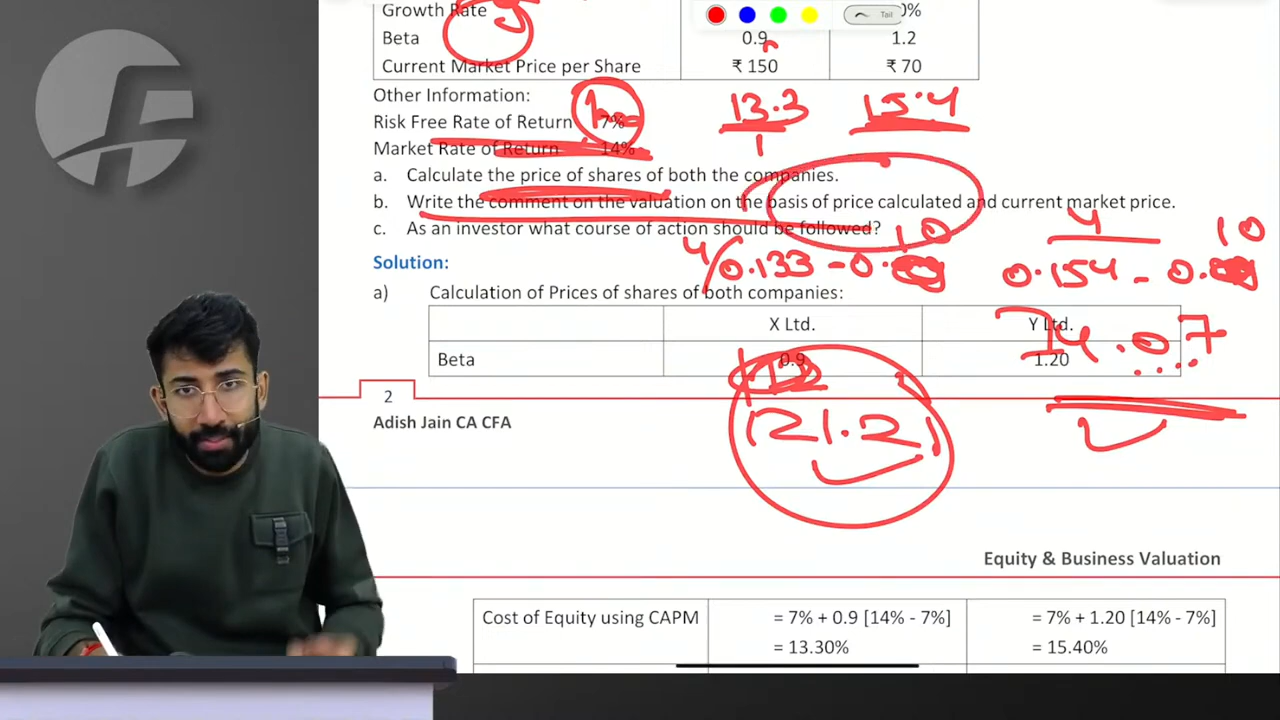 Growth Rate 0%
Tail
Beta 0.9 1.2
Current Market Price per Share ₹ 150 ₹ 70
Other Information:
13.3 15.4
Risk Free Rate of Return 7%
Market Rate of Return 14%
a. Calculate the price of shares of both the companies.
b. Write the comment on the valuation on the basis of price calculated and current market price.
c. As an investor what course of action should be followed?
4 10 4 10
0.133 - 0. 0.154 - 0.
Solution:
a) Calculation of Prices of shares of both companies:
X Ltd. Y Ltd.
74.07
Beta 0.9 1.20
121.21
2
Adish Jain CA CFA
Equity & Business Valuation
Cost of Equity using CAPM = 7% + 0.9 [14% - 7%] = 7% + 1.20 [14% - 7%]
= 13.30% = 15.40%